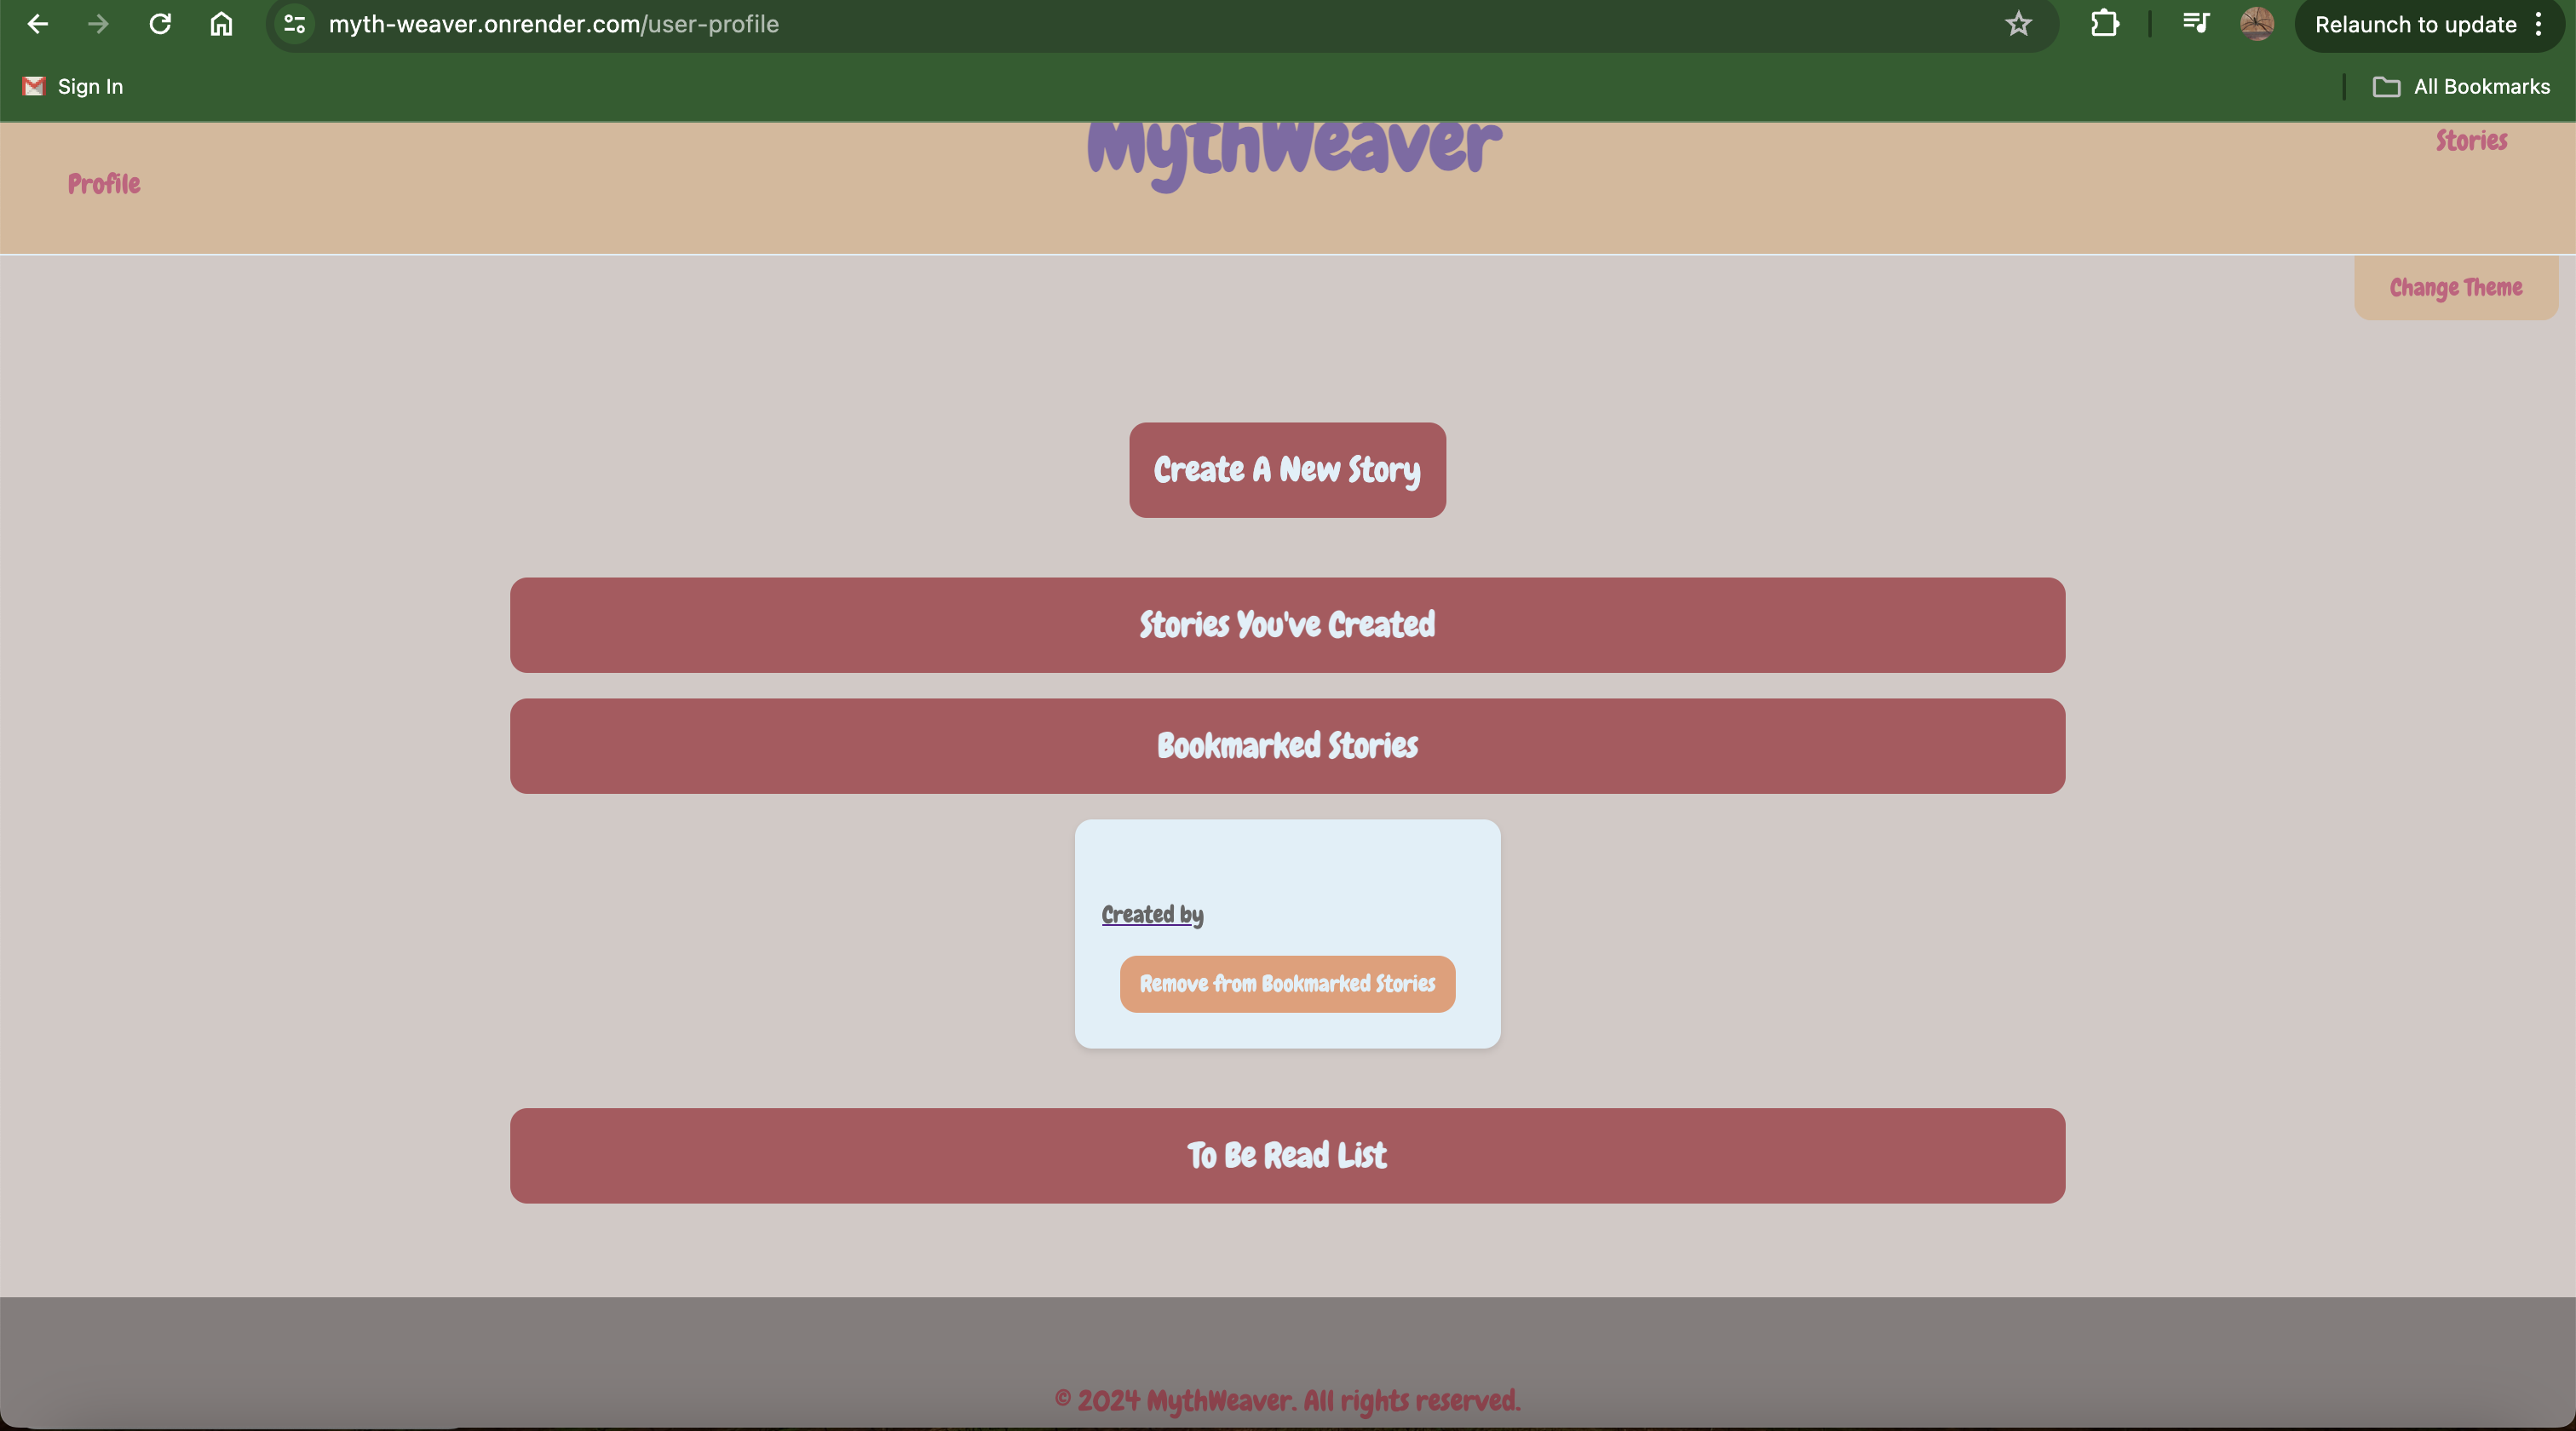 myth-weaver.onrender.com/user-profile
Relaunch to update
Sign In
All Bookmarks
MythWeaver
Stories
Profile
Change Theme
Create A New Story
Stories You've Created
Bookmarked Stories
Created by
Remove from Bookmarked Stories
To Be Read List
© 2024 MythWeaver. All rights reserved.